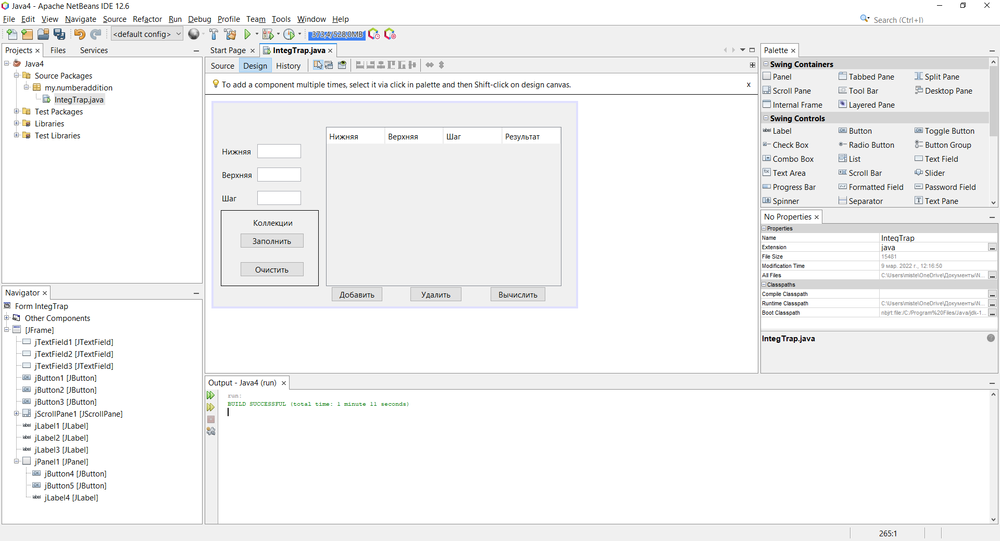 Java4 - Apache NetBeans IDE 12.6
File Edit View Navigate Source Refactor Run Debug Profile Team Tools Window Help
Search (Ctrl+I)
<default config>
373,4/528,0MB
Projects
Files
Services
Java4
Source Packages
my.numberaddition
IntegTrap.java
Test Packages
Libraries
Test Libraries
Navigator
Form IntegTrap
Other Components
[JFrame]
jTextField1 [JTextField]
jTextField2 [JTextField]
jTextField3 [JTextField]
jButton1 [JButton]
jButton2 [JButton]
jButton3 [JButton]
jScrollPane1 [JScrollPane]
jLabel1 [JLabel]
jLabel2 [JLabel]
jLabel3 [JLabel]
jPanel1 [JPanel]
jButton4 [JButton]
jButton5 [JButton]
jLabel4 [JLabel]
Start Page
IntegTrap.java
Source Design History
To add a component multiple times, select it via click in palette and then Shift-click on design canvas.
x
Нижняя
Верхняя
Шаг
Коллекции
Заполнить
Очистить
Нижняя Верхняя Шаг Результат
Добавить Удалить Вычислить
Output - Java4 (run)
run:
BUILD SUCCESSFUL (total time: 1 minute 11 seconds)
Palette
Swing Containers
Panel Tabbed Pane Split Pane
Scroll Pane Tool Bar Desktop Pane
Internal Frame Layered Pane
Swing Controls
label Label OK Button ON Toggle Button
Check Box Radio Button Button Group
Combo Box List Text Field
Text Area Scroll Bar Slider
Progress Bar Formatted Field Password Field
Spinner Separator Text Pane
No Properties
Properties
Name IntegTrap
Extension java
File Size 15481
Modification Time 9 мар. 2022 г., 12:16:50
All Files C:\Users\miste\OneDrive\Документы\N...
Classpaths
Compile Classpath
Runtime Classpath C:\Users\miste\OneDrive\Документы\N...
Boot Classpath nbjrt:file:/C:/Program%20Files/Java/jdk-1...
IntegTrap.java
265:1